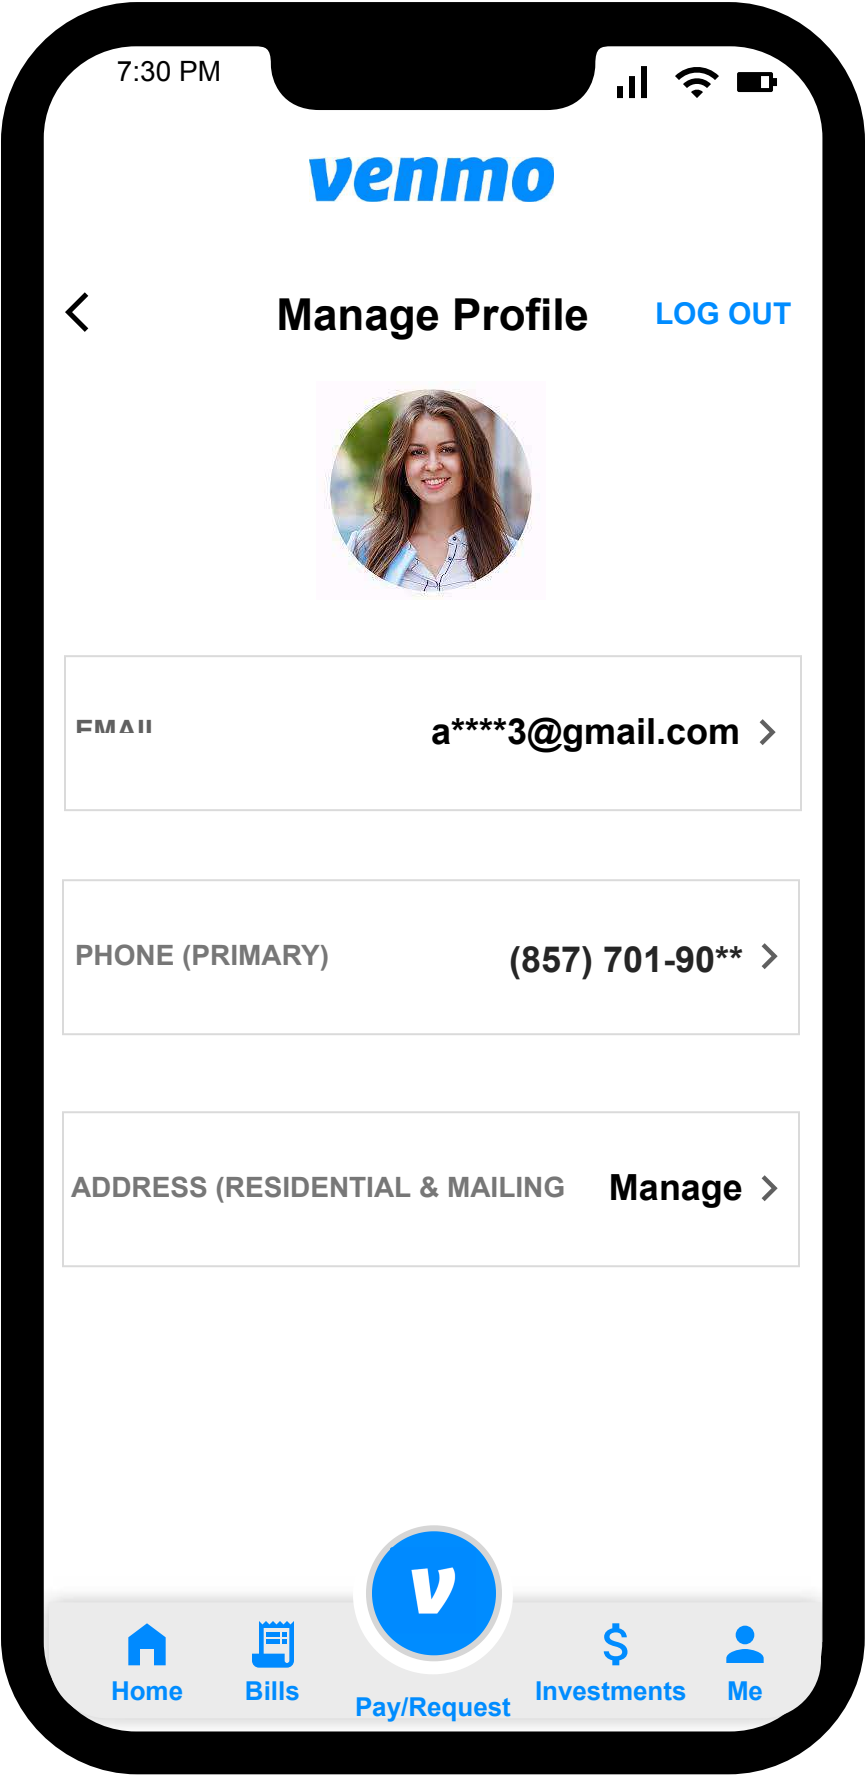 7:30 PM
venmo
Manage Profile LOG OUT
EMAIL a****3@gmail.com
PHONE (PRIMARY) (857) 701-90**
ADDRESS (RESIDENTIAL & MAILING Manage
V
$
Home Bills Pay/Request Investments Me